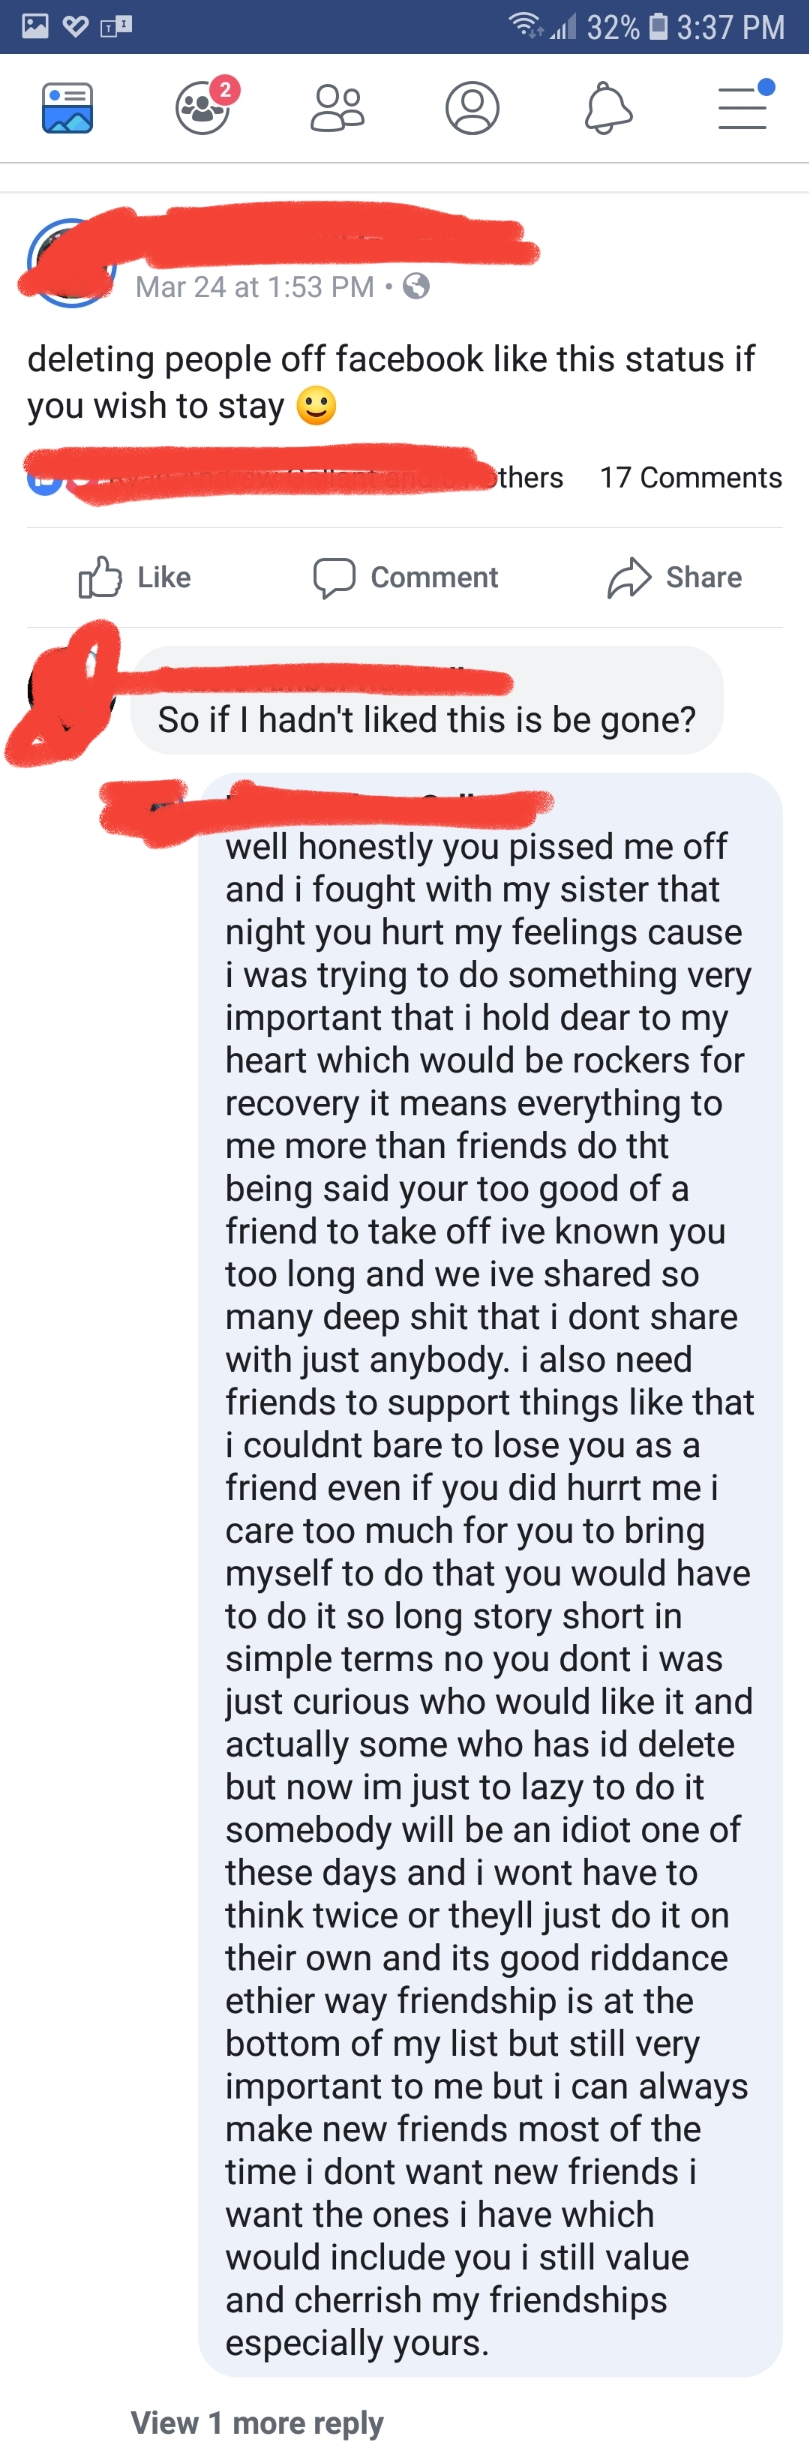 32% 3:37 PM
2
Mar 24 at 1:53 PM •
deleting people off facebook like this status if
you wish to stay 🙂
thers 17 Comments
Like Comment Share
So if I hadn't liked this is be gone?
well honestly you pissed me off
and i fought with my sister that
night you hurt my feelings cause
i was trying to do something very
important that i hold dear to my
heart which would be rockers for
recovery it means everything to
me more than friends do tht
being said your too good of a
friend to take off ive known you
too long and we ive shared so
many deep shit that i dont share
with just anybody. i also need
friends to support things like that
i couldnt bare to lose you as a
friend even if you did hurrt me i
care too much for you to bring
myself to do that you would have
to do it so long story short in
simple terms no you dont i was
just curious who would like it and
actually some who has id delete
but now im just to lazy to do it
somebody will be an idiot one of
these days and i wont have to
think twice or theyll just do it on
their own and its good riddance
ethier way friendship is at the
bottom of my list but still very
important to me but i can always
make new friends most of the
time i dont want new friends i
want the ones i have which
would include you i still value
and cherrish my friendships
especially yours.
View 1 more reply